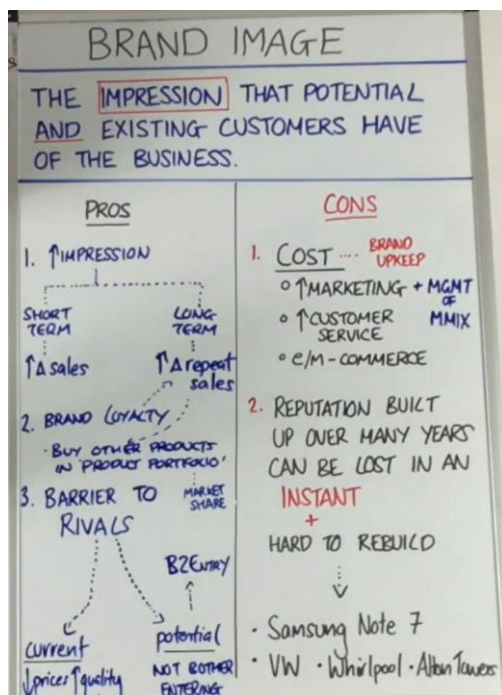 BRAND IMAGE
THE IMPRESSION THAT POTENTIAL
AND EXISTING CUSTOMERS HAVE
OF THE BUSINESS.
PROS
1. ↑IMPRESSION
SHORT TERM
↑Δ sales
LONG TERM
↑Δ repeat sales
2. BRAND LOYALTY
· BUY OTHER PRODUCTS
IN 'PRODUCT PORTFOLIO'
MARKET SHARE
3. BARRIER TO
RIVALS
B2ENTRY
current
↓prices ↑quality
potential
NOT BOTHER
ENTERING
CONS
1. COST .... BRAND UPKEEP
○ ↑MARKETING + MGMT OF MMIX
○ ↑CUSTOMER
SERVICE
○ e/M-COMMERCE
2. REPUTATION BUILT
UP OVER MANY YEARS
CAN BE LOST IN AN
INSTANT
+
HARD TO REBUILD
· Samsung Note 7
· VW · Whirlpool · Alton Towers